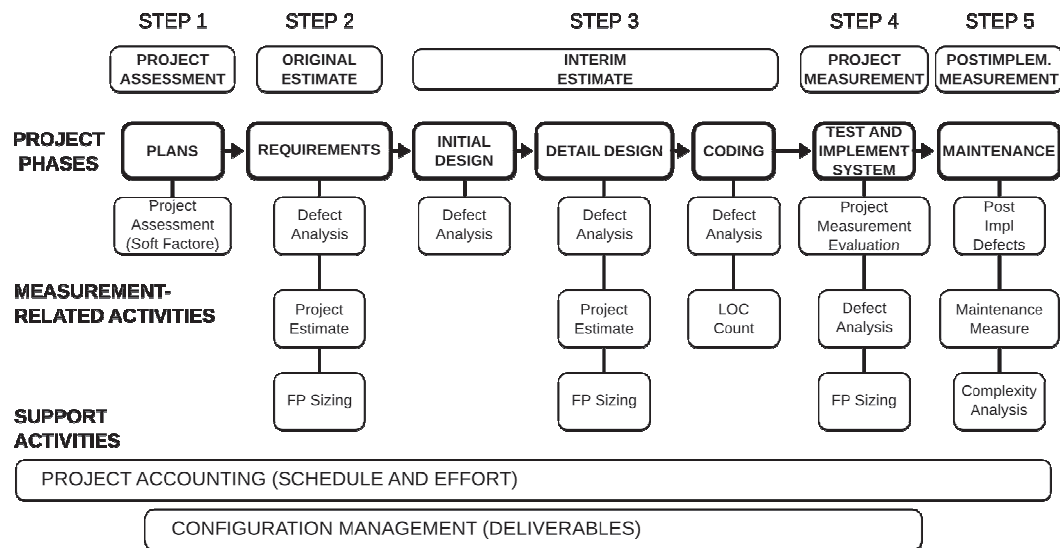 STEP 1
STEP 2
STEP 3
STEP 4
STEP 5
PROJECT
ASSESSMENT
ORIGINAL
ESTIMATE
INTERIM
ESTIMATE
PROJECT
MEASUREMENT
POSTIMPLEM.
MEASUREMENT
PROJECT
PHASES
PLANS
REQUIREMENTS
INITIAL
DESIGN
DETAIL DESIGN
CODING
TEST AND
IMPLEMENT
SYSTEM
MAINTENANCE
Project
Assessment
(Soft Factore)
Defect
Analysis
Defect
Analysis
Defect
Analysis
Defect
Analysis
Project
Measurement
Evaluation
Post
Impl
Defects
MEASUREMENT-
RELATED ACTIVITIES
Project
Estimate
Project
Estimate
LOC
Count
Defect
Analysis
Maintenance
Measure
FP Sizing
FP Sizing
FP Sizing
Complexity
Analysis
SUPPORT
ACTIVITIES
PROJECT ACCOUNTING (SCHEDULE AND EFFORT)
CONFIGURATION MANAGEMENT (DELIVERABLES)